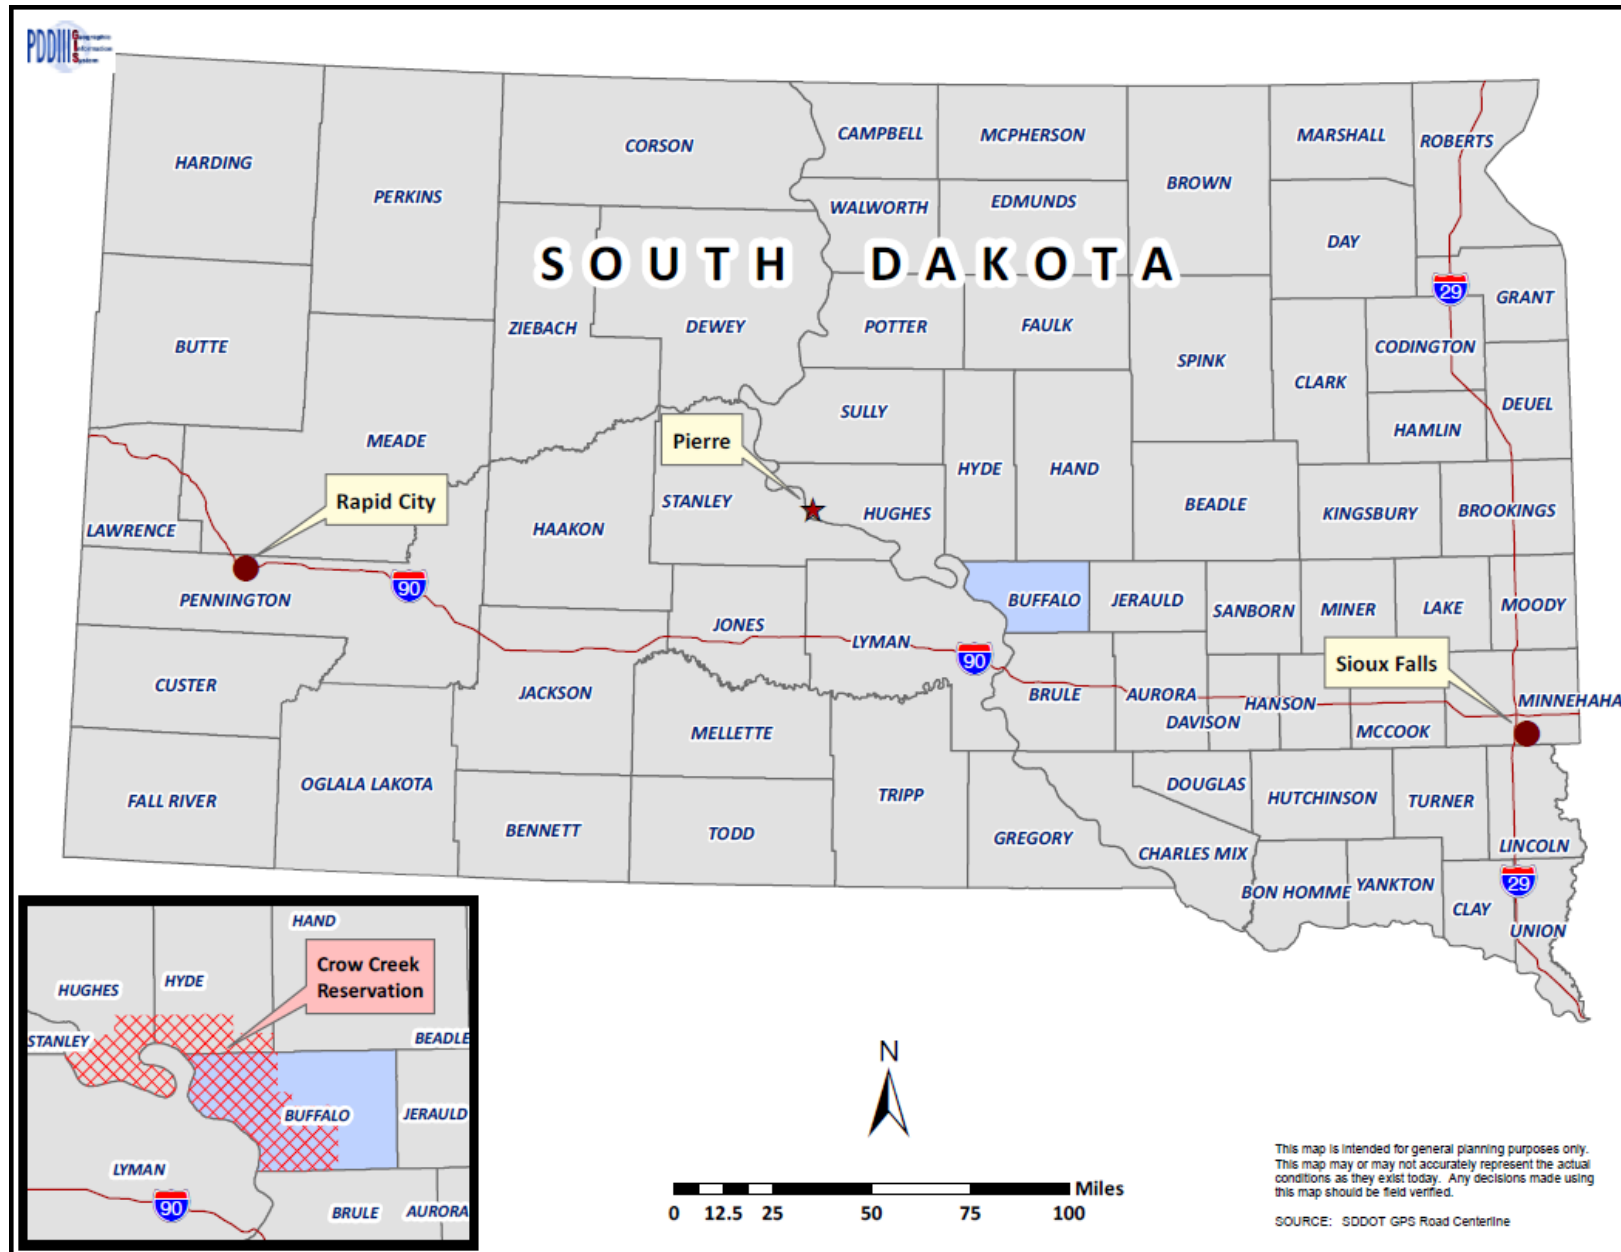 PDDIII Geographic
Information
System
SOUTH DAKOTA
HARDING
PERKINS
CORSON
CAMPBELL
MCPHERSON
BROWN
MARSHALL
ROBERTS
WALWORTH
EDMUNDS
DAY
BUTTE
ZIEBACH
DEWEY
POTTER
FAULK
SPINK
29
GRANT
CODINGTON
CLARK
DEUEL
MEADE
SULLY
HAMLIN
Pierre
HYDE
HAND
Rapid City
STANLEY
HUGHES
BEADLE
KINGSBURY
BROOKINGS
LAWRENCE
HAAKON
90
PENNINGTON
BUFFALO
JERAULD
SANBORN
MINER
LAKE
MOODY
JONES
LYMAN
90
Sioux Falls
CUSTER
JACKSON
BRULE
AURORA
HANSON
MINNEHAHA
DAVISON
MCCOOK
MELLETTE
FALL RIVER
OGLALA LAKOTA
TRIPP
DOUGLAS
HUTCHINSON
TURNER
BENNETT
TODD
GREGORY
CHARLES MIX
LINCOLN
BON HOMME
YANKTON
29
CLAY
UNION
HAND
Crow Creek
Reservation
HYDE
HUGHES
STANLEY
BEADLE
BUFFALO
JERAULD
LYMAN
90
BRULE
AURORA
N
Miles
0 12.5 25 50 75 100
This map is intended for general planning purposes only.
This map may or may not accurately represent the actual
conditions as they exist today. Any decisions made using
this map should be field verified.
SOURCE: SDDOT GPS Road Centerline